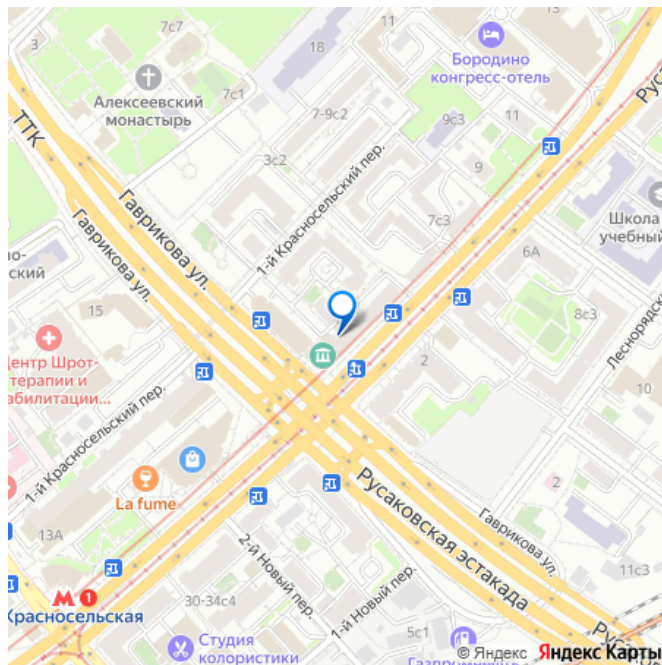 7с7
3
18
Бородино
конгресс-отель
Алексеевский
монастырь
7с1
7-9с2
9с3
11
11
ТТК
3с2
9
Гаврикова ул.
1-й Красносельский пер.
7с3
Школа
учебный
6А
Гаврикова ул.
15
8с3
Леснорядск
Центр Шрот-
терапии и
абилитации...
2
10
1-й Красносельский пер.
La fume
2
13А
Русаковская эстакада
Гаврикова ул.
2-й Новый пер.
11с3
М 1
Красносельская
30-34с4
1-й Новый пер.
5с1
Студия
колористики
© Яндекс Яндекс Карты